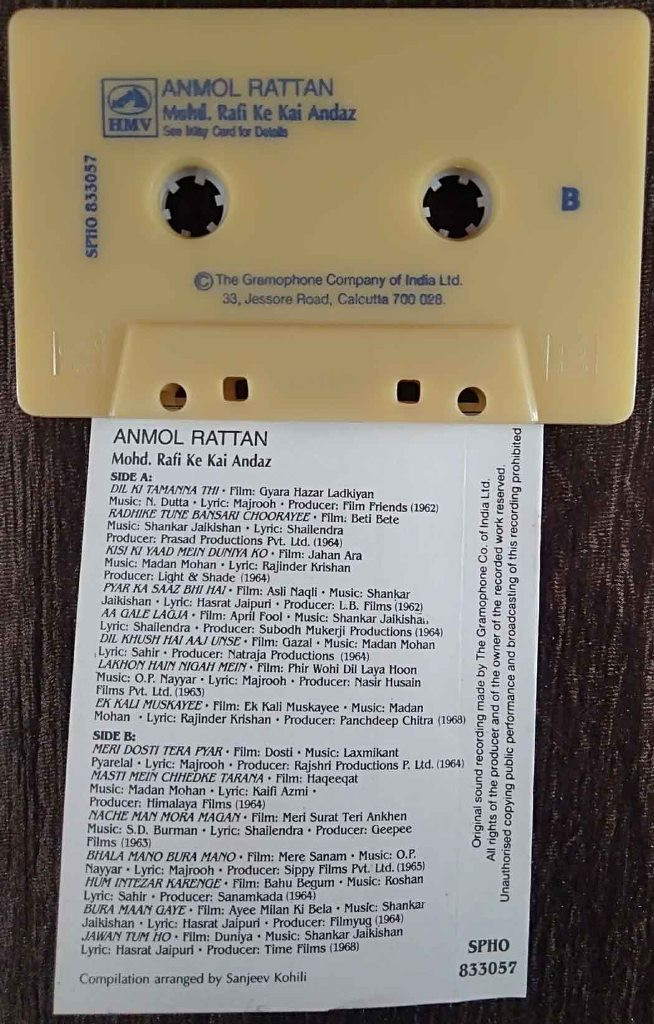 ANMOL RATTAN
Mohd. Rafi Ke Kai Andaz
See Inlay Card for Details
HMV
SPHO 833057
B
© The Gramophone Company of India Ltd.
33, Jessore Road, Calcutta 700 028.
ANMOL RATTAN
Mohd. Rafi Ke Kai Andaz
SIDE A:
DIL KI TAMANNA THI • Film: Gyara Hazar Ladkiyan
Music: N. Dutta • Lyric: Majrooh • Producer: Film Friends (1962)
RADHIKE TUNE BANSARI CHOORAYEE • Film: Beti Bete
Music: Shankar Jaikishan • Lyric: Shailendra
Producer: Prasad Productions Pvt. Ltd. (1964)
KISI KI YAAD MEIN DUNIYA KO • Film: Jahan Ara
Music: Madan Mohan • Lyric: Rajinder Krishan
Producer: Light & Shade (1964)
PYAR KA SAAZ BHI HAI • Film: Asli Naqli • Music: Shankar
Jaikishan • Lyric: Hasrat Jaipuri • Producer: L.B. Films (1962)
AA GALE LAGJA • Film: April Fool • Music: Shankar Jaikishan,
Lyric: Shailendra • Producer: Subodh Mukerji Productions (1964)
DIL KHUSH HAI AAJ UNSE • Film: Gazal • Music: Madan Mohan
Lyric: Sahir • Producer: Natraja Productions (1964)
LAKHON HAIN NIGAH MEIN • Film: Phir Wohi Dil Laya Hoon
Music: O.P. Nayyar • Lyric: Majrooh • Producer: Nasir Husain
Films Pvt. Ltd. (1963)
EK KALI MUSKAYEE • Film: Ek Kali Muskayee • Music: Madan
Mohan • Lyric: Rajinder Krishan • Producer: Panchdeep Chitra (1968)
SIDE B:
MERI DOSTI TERA PYAR • Film: Dosti • Music: Laxmikant
Pyarelal • Lyric: Majrooh • Producer: Rajshri Productions P. Ltd. (1964)
MASTI MEIN CHHEDKE TARANA • Film: Haqeeqat
Music: Madan Mohan • Lyric: Kaifi Azmi •
Producer: Himalaya Films (1964)
NACHE MAN MORA MAGAN • Film: Meri Surat Teri Ankhen
Music: S.D. Burman • Lyric: Shailendra • Producer: Geepee
Films (1963)
BHALA MANO BURA MANO • Film: Mere Sanam • Music: O.P.
Nayyar • Lyric: Majrooh • Producer: Sippy Films Pvt. Ltd. (1965)
HUM INTEZAR KARENGE • Film: Bahu Begum • Music: Roshan
Lyric: Sahir • Producer: Sanamkada (1964)
BURA MAAN GAYE • Film: Ayee Milan Ki Bela • Music: Shankar
Jaikishan • Lyric: Hasrat Jaipuri • Producer: Filmyug (1964)
JAWAN TUM HO • Film: Duniya • Music: Shankar Jaikishan
Lyric: Hasrat Jaipuri • Producer: Time Films (1968)
Compilation arranged by Sanjeev Kohili
Original sound recording made by The Gramophone Co. of India Ltd.
All rights of the producer and of the owner of the recorded work reserved.
Unauthorised copying public performance and broadcasting of this recording prohibited
SPHO
833057